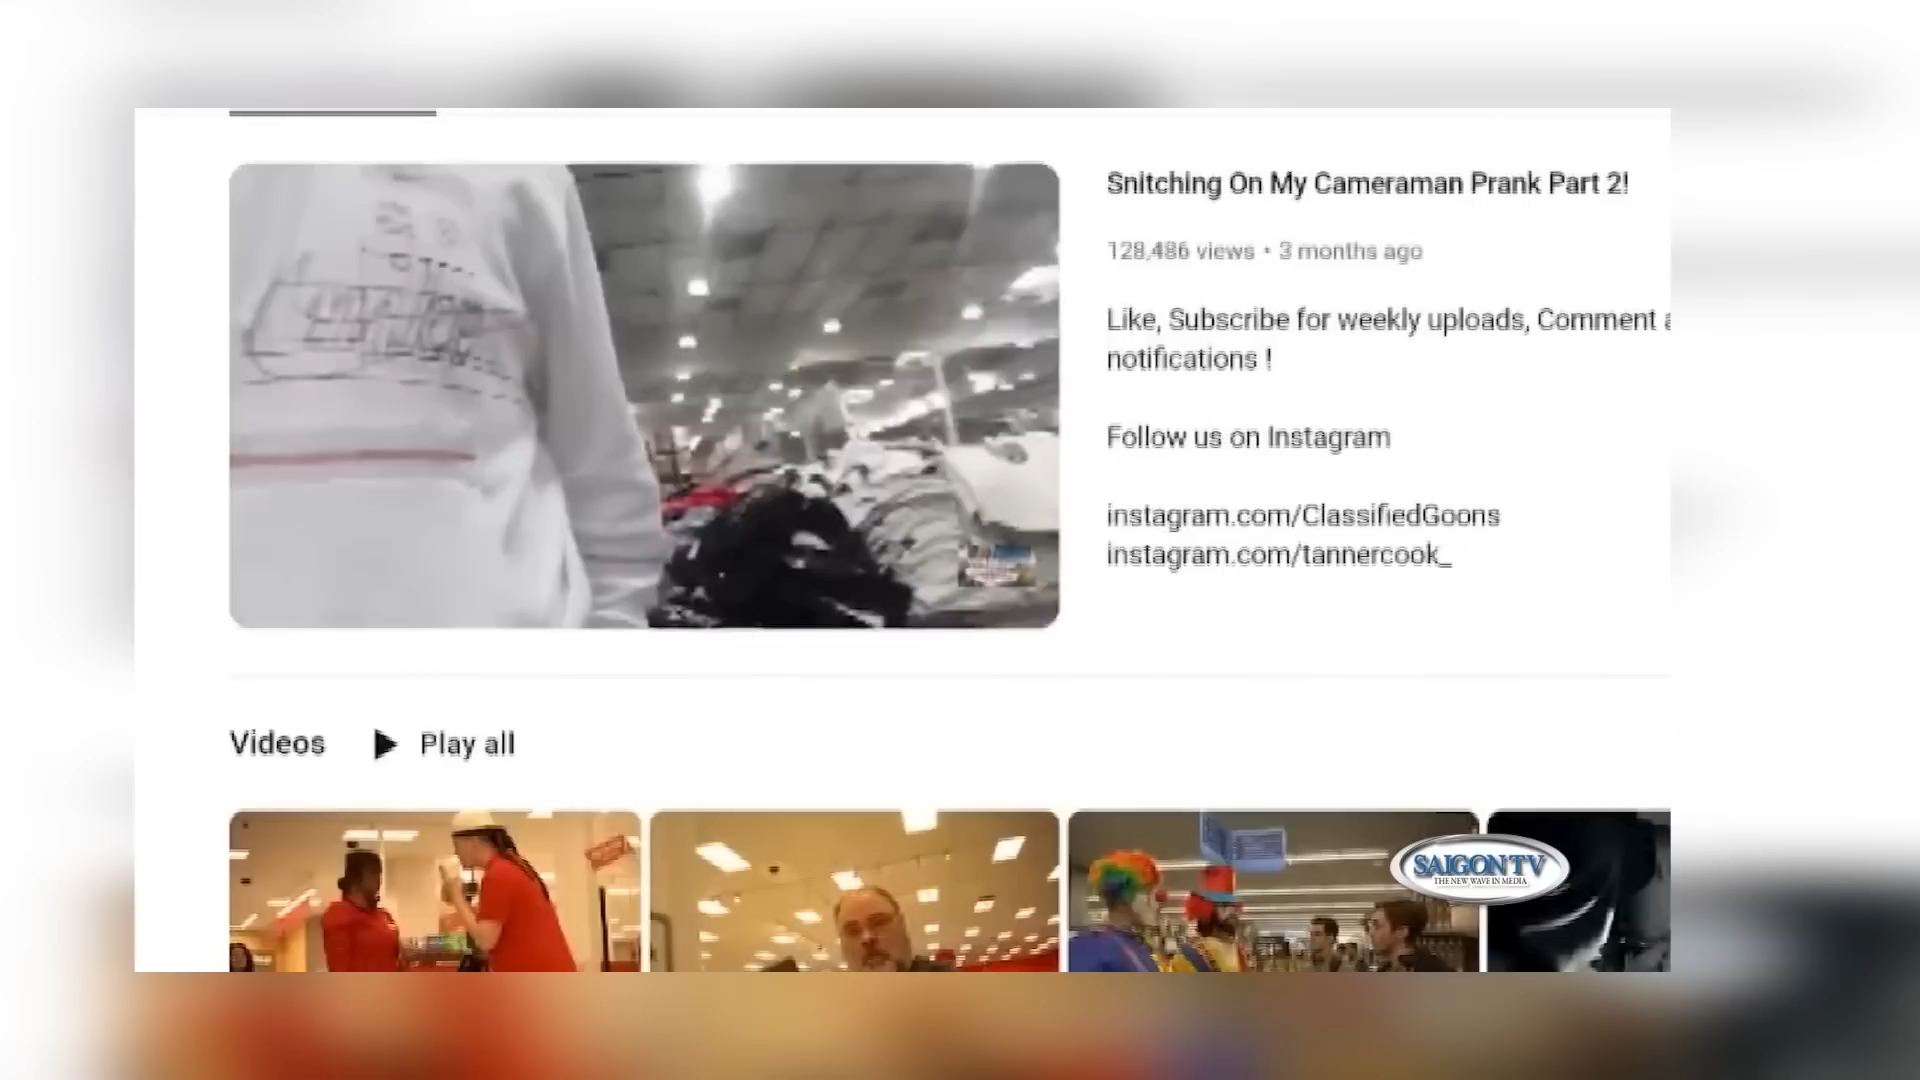 Snitching On My Cameraman Prank Part 2!
128,486 views • 3 months ago
Like, Subscribe for weekly uploads, Comment
notifications !
Follow us on Instagram
instagram.com/ClassifiedGoons
instagram.com/tannercook_
Videos
Play all
SAIGON TV
THE NEW WAVE IN MEDIA